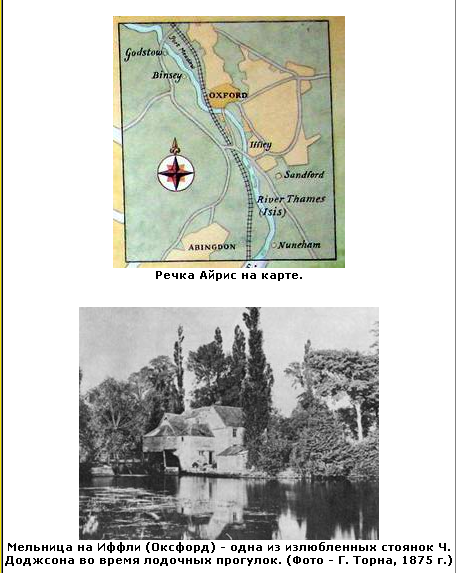 Godstow
Port Meadow
Binsey
OXFORD
Iffley
Sandford
River Thames
(Isis)
ABINGDON
Nuneham
Речка Айрис на карте.
Мельница на Иффли (Оксфорд) - одна из излюбленных стоянок Ч.
Доджсона во время лодочных прогулок. (Фото - Г. Торна, 1875 г.)